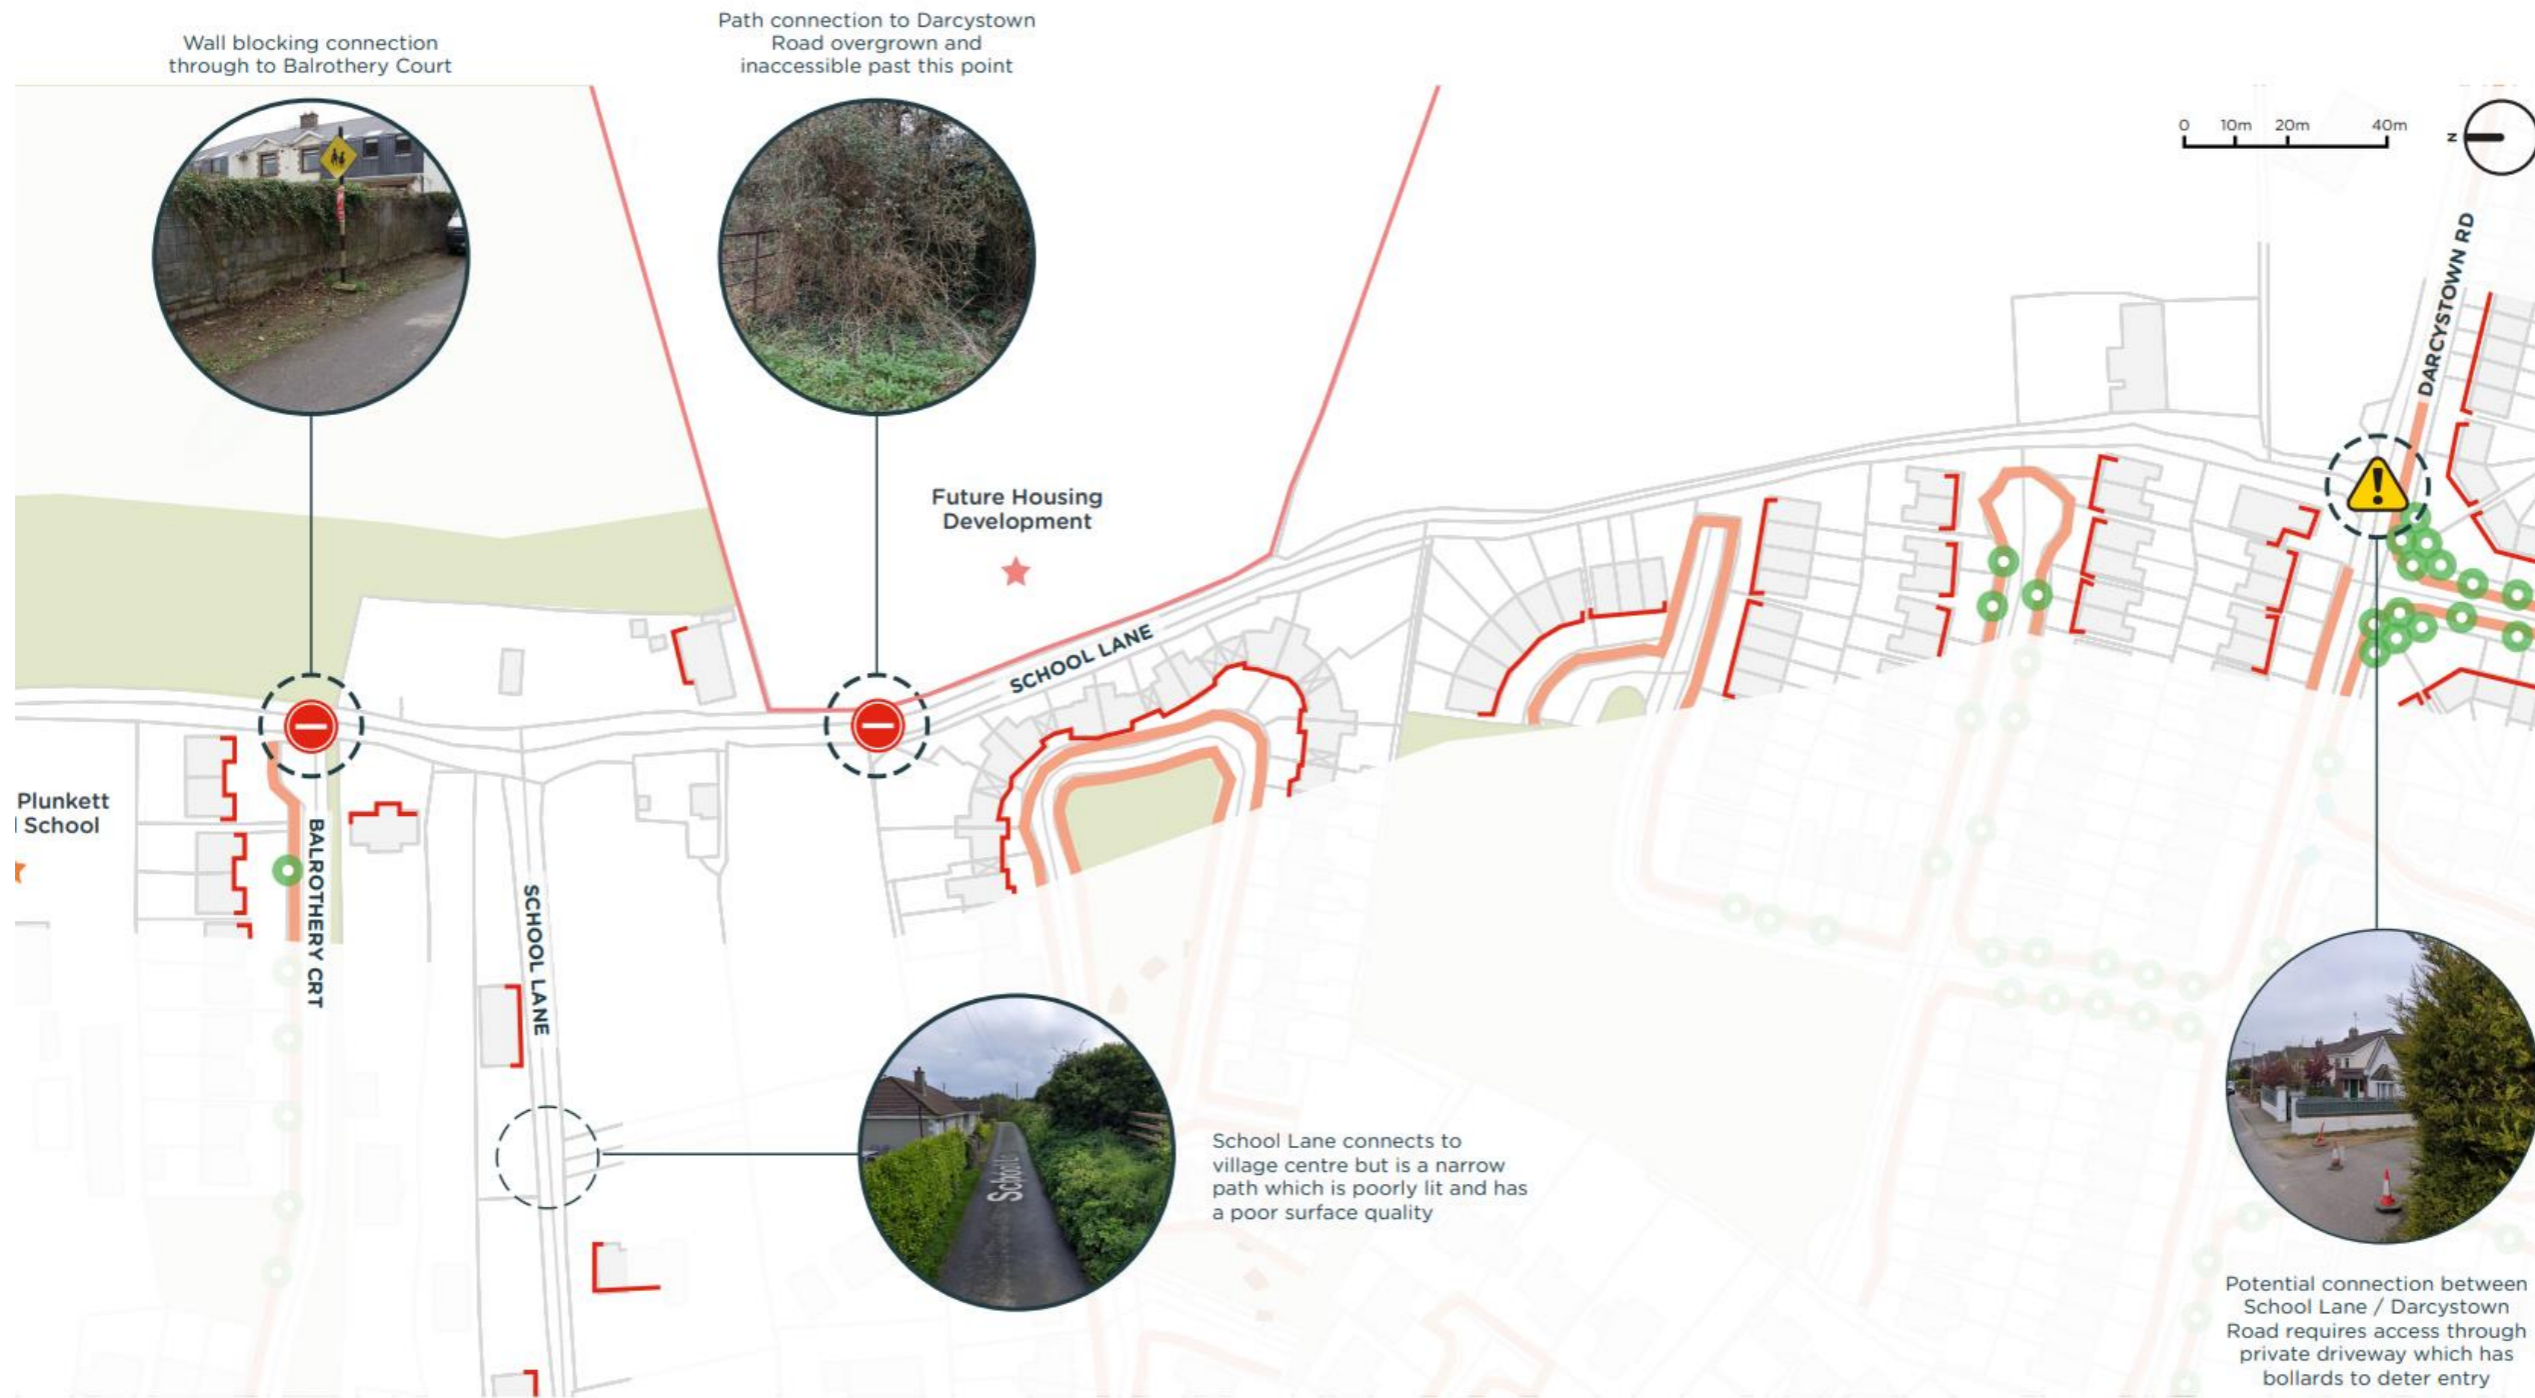 Wall blocking connection
through to Balrothery Court
Path connection to Darcystown
Road overgrown and
inaccessible past this point
0 10m 20m 40m
N
DARCYSTOWN RD
Future Housing
Development
SCHOOL LANE
Plunkett
School
BALROTHERY CRT
SCHOOL LANE
School
School Lane connects to
village centre but is a narrow
path which is poorly lit and has
a poor surface quality
Potential connection between
School Lane / Darcystown
Road requires access through
private driveway which has
bollards to deter entry